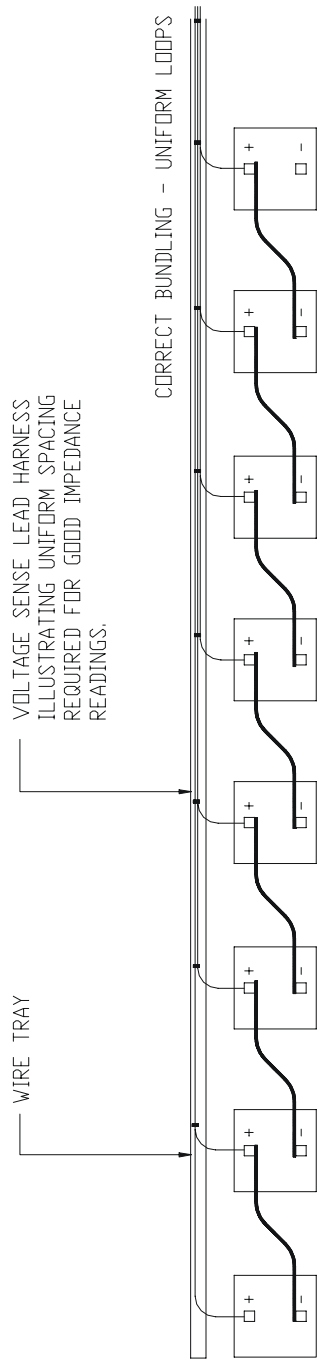 WIRE TRAY
VOLTAGE SENSE LEAD HARNESS
ILLUSTRATING UNIFORM SPACING
REQUIRED FOR GOOD IMPEDANCE
READINGS.
CORRECT BUNDLING - UNIFORM LOOPS
+ + + + + + + +
- - - - - - - -